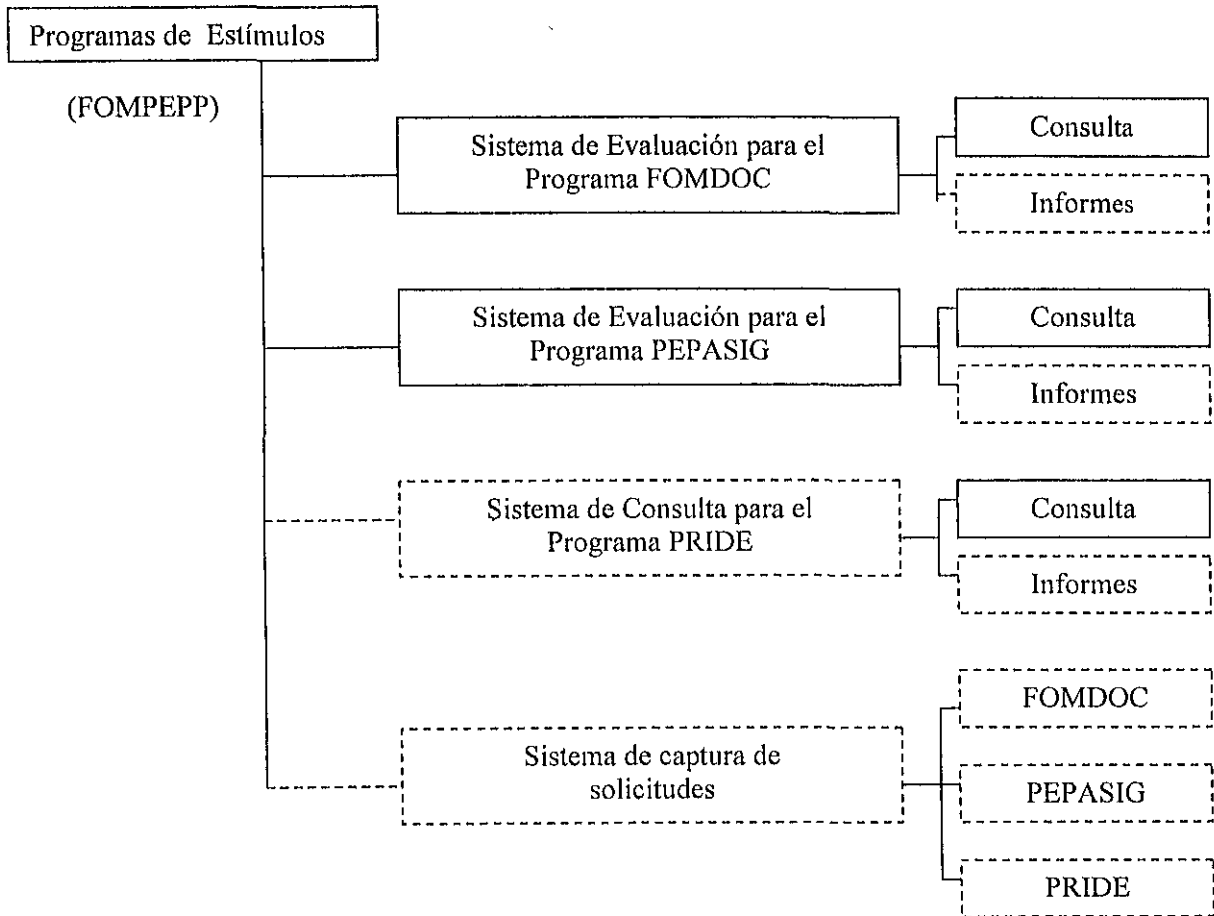 Programas de Estímulos
(FOMPEPP)
Sistema de Evaluación para el
Programa FOMDOC
Consulta
Informes
Sistema de Evaluación para el
Programa PEPASIG
Consulta
Informes
Sistema de Consulta para el
Programa PRIDE
Consulta
Informes
Sistema de captura de
solicitudes
FOMDOC
PEPASIG
PRIDE